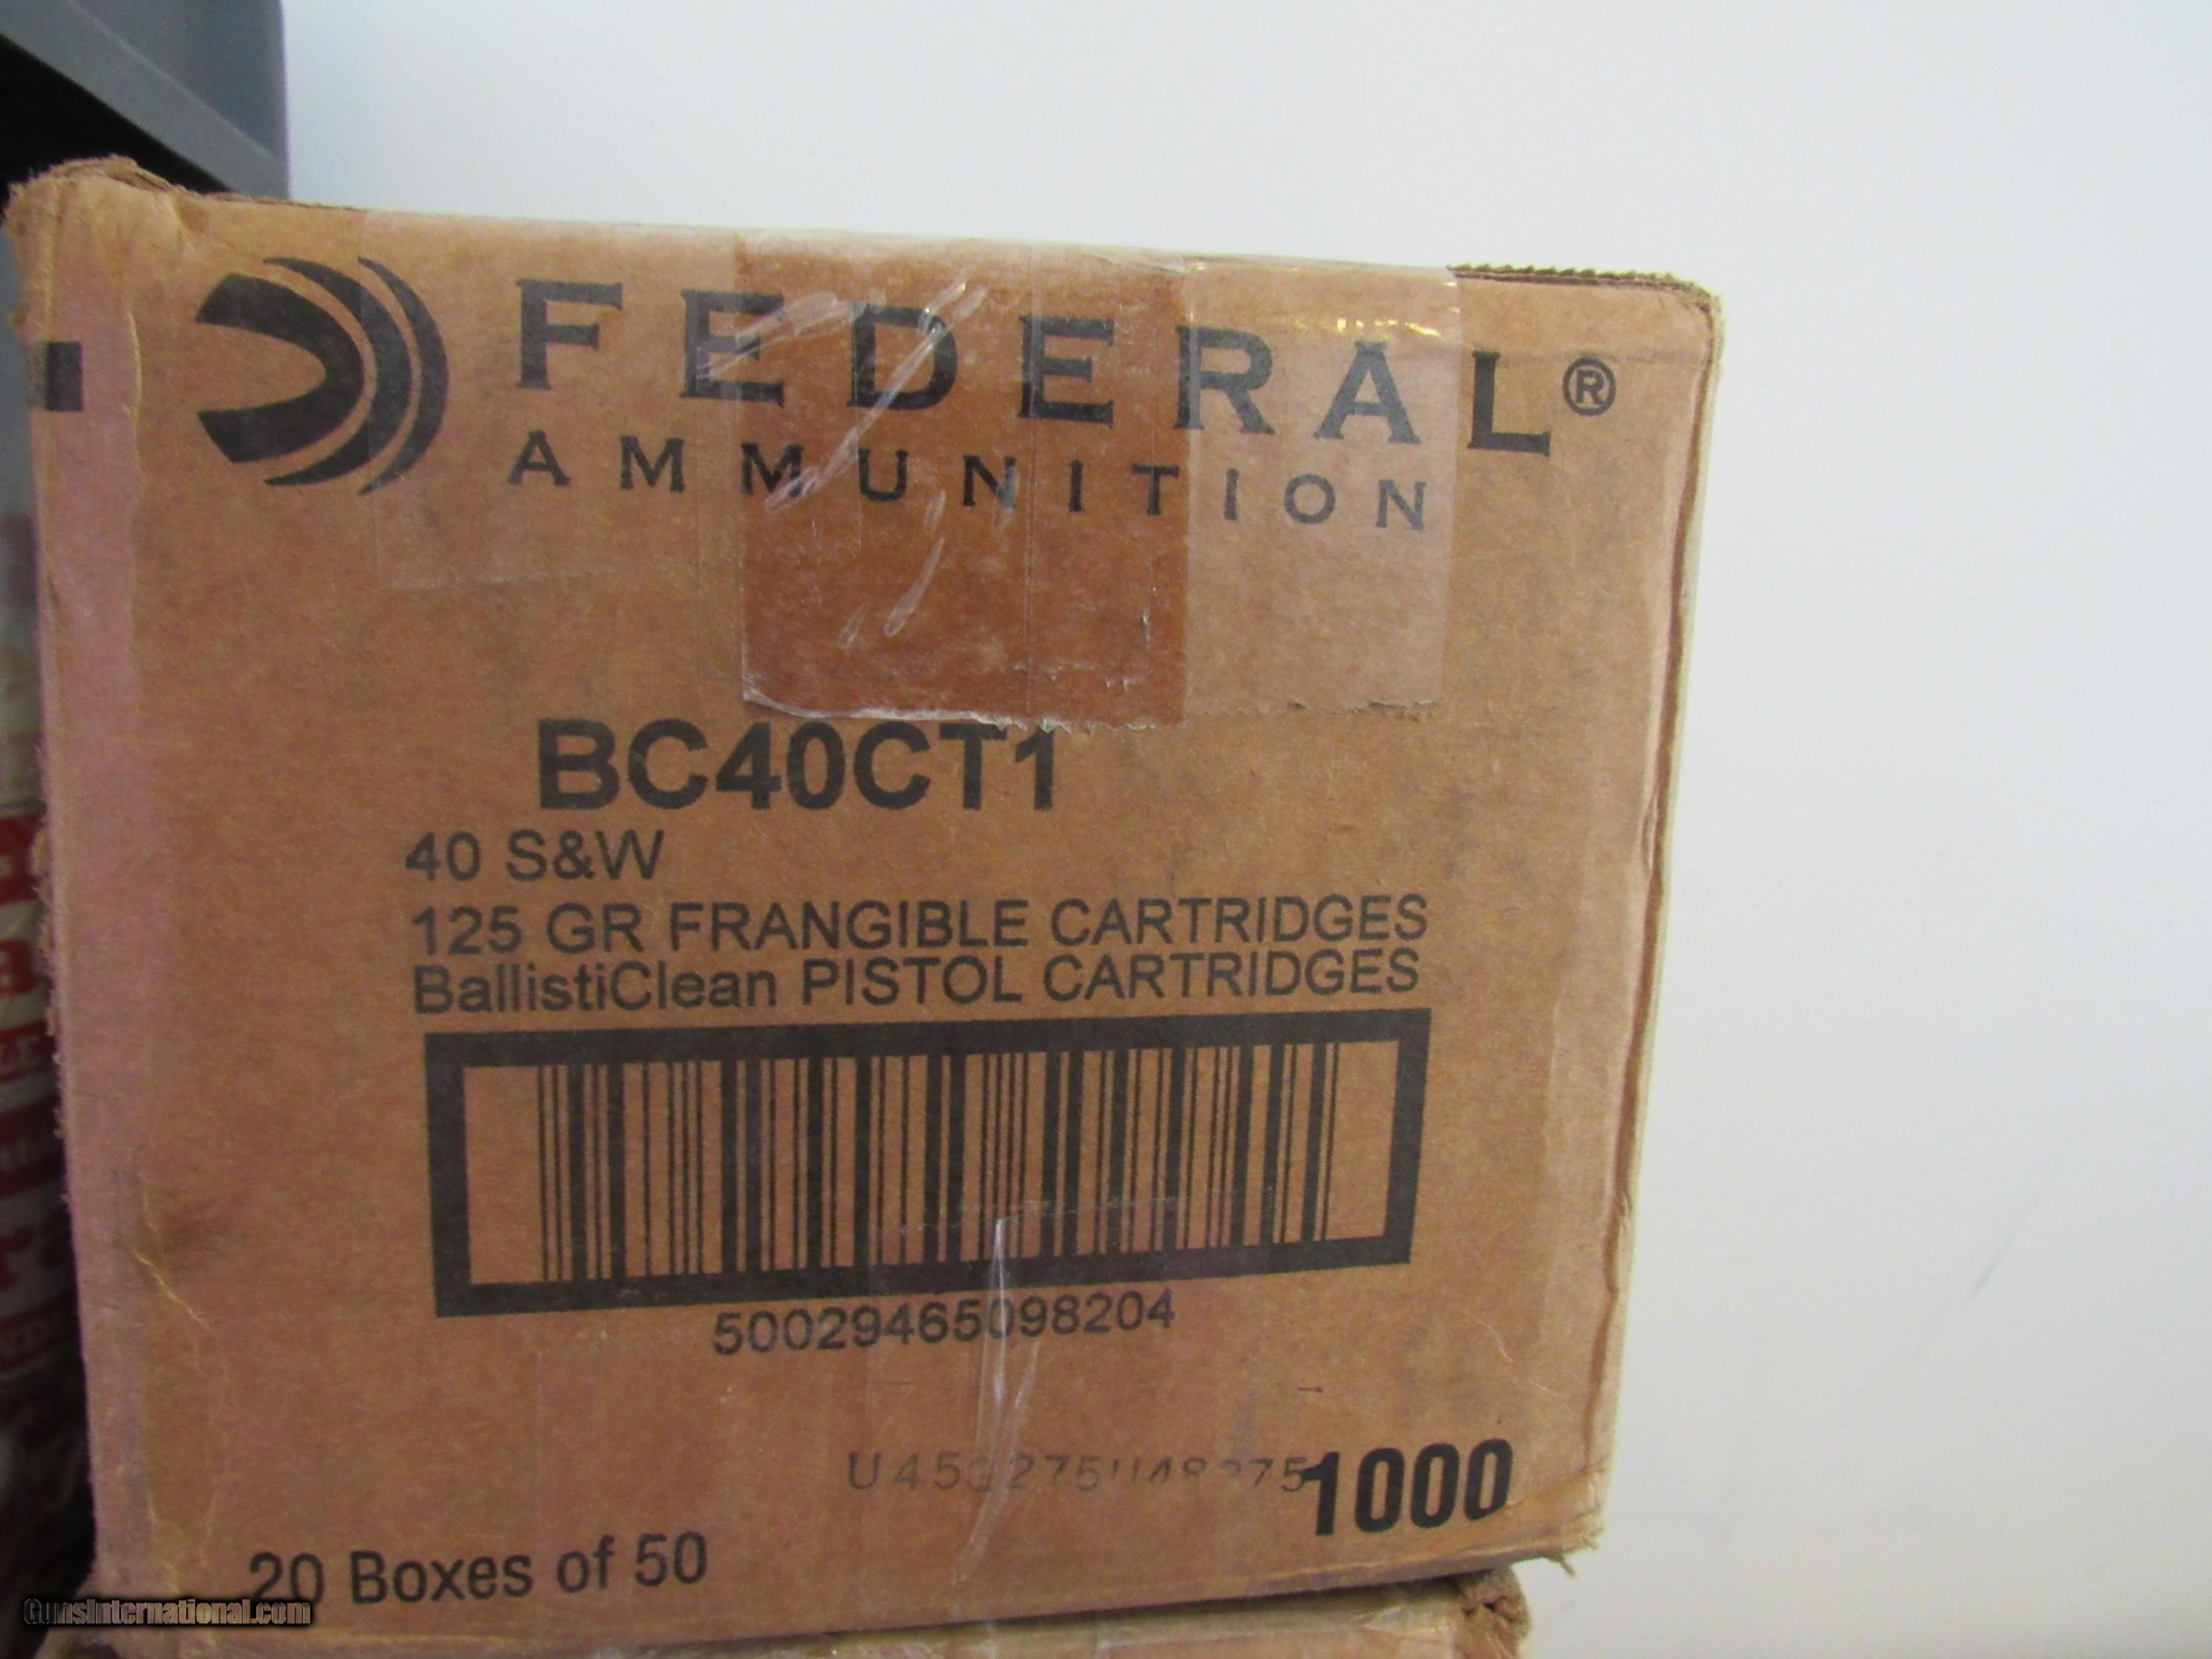 FEDERAL®
AMMUNITION
BC40CT1
40 S&W
125 GR FRANGIBLE CARTRIDGES
BallistiClean PISTOL CARTRIDGES
50029465098204
1000
20 Boxes of 50
GunsInternational.com